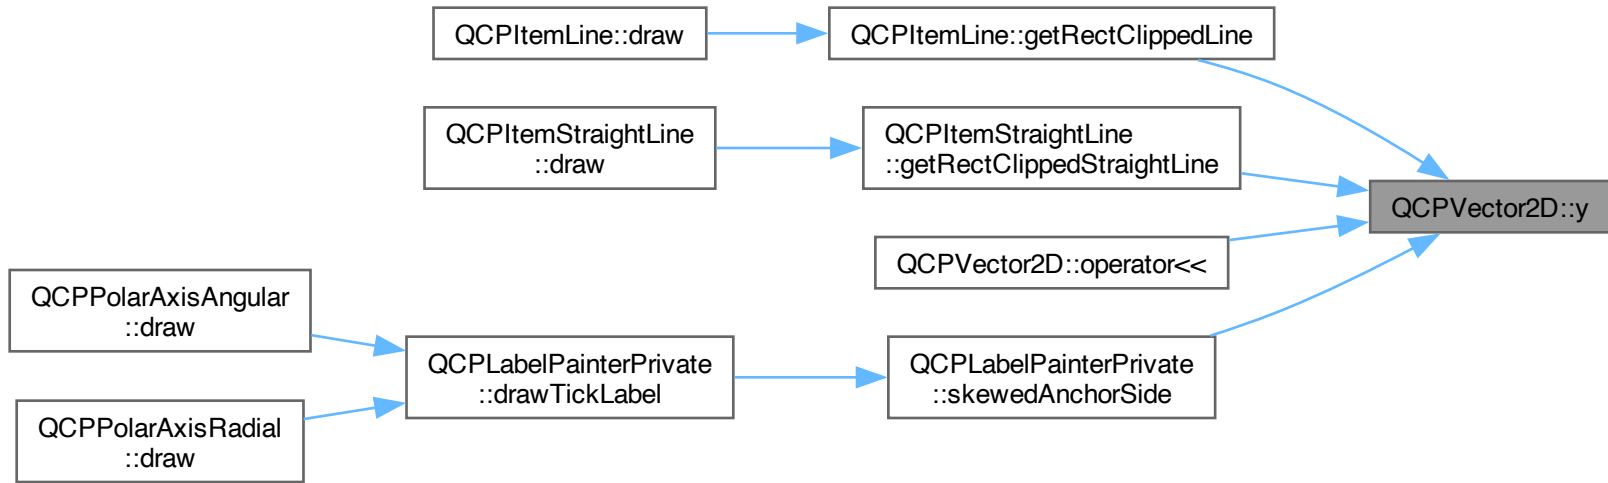 QCPItemLine::draw
QCPItemLine::getRectClippedLine
QCPItemStraightLine
::draw
QCPItemStraightLine
::getRectClippedStraightLine
QCPVector2D::y
QCPVector2D::operator<<
QCPPolarAxisAngular
::draw
QCPLabelPainterPrivate
::drawTickLabel
QCPLabelPainterPrivate
::skewedAnchorSide
QCPPolarAxisRadial
::draw